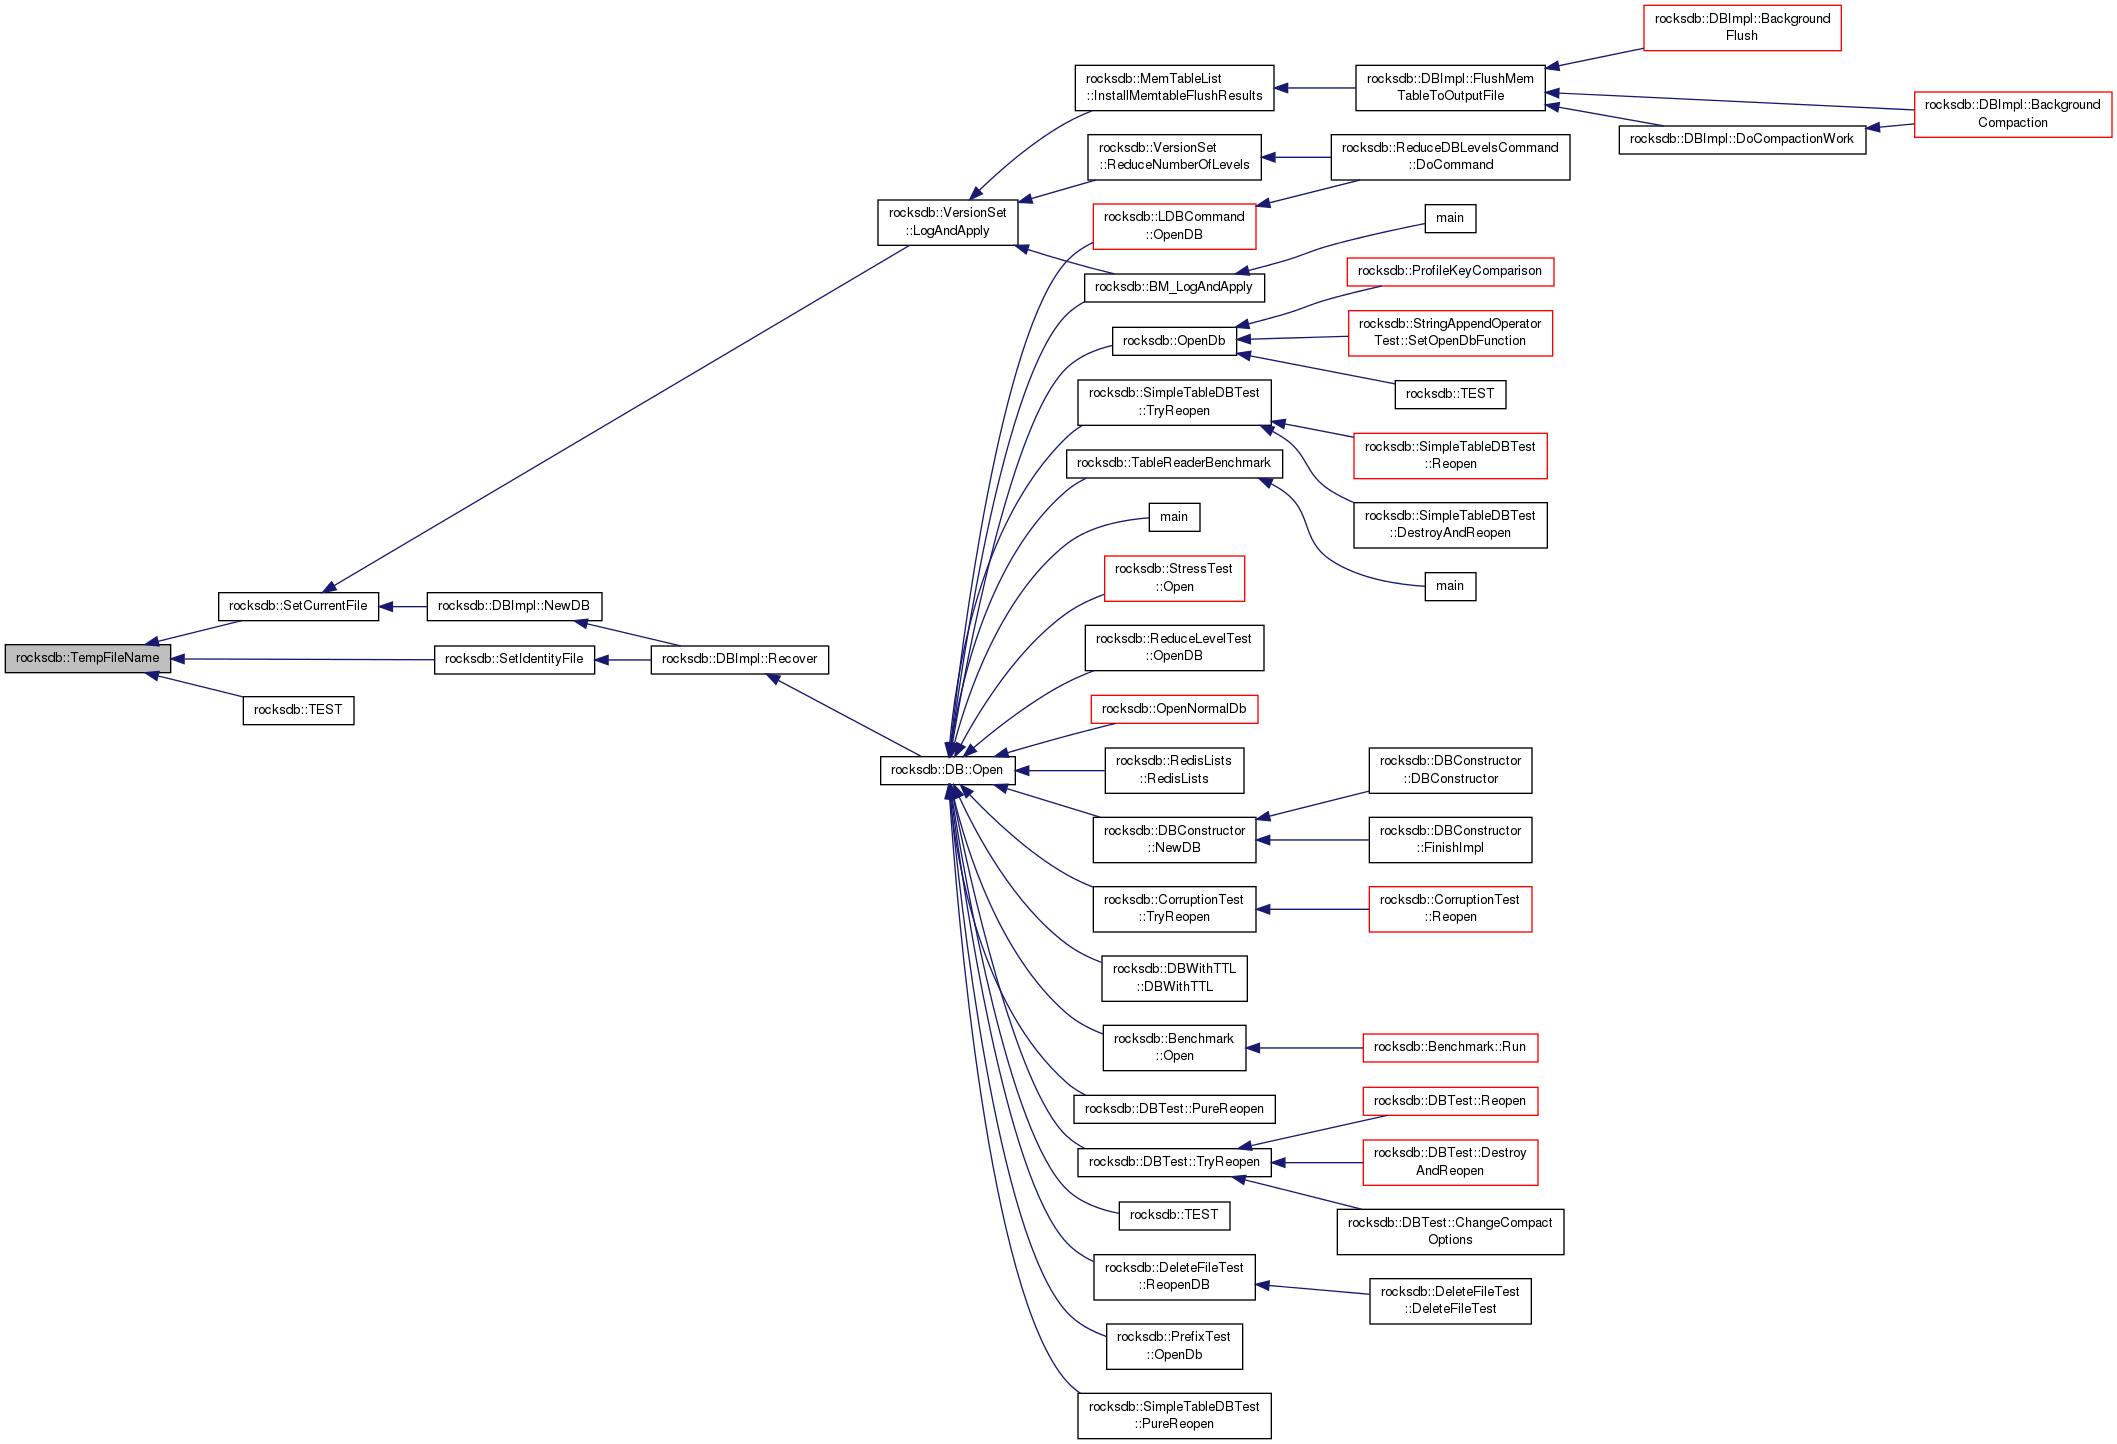 rocksdb::TempFileName
rocksdb::SetCurrentFile
rocksdb::SetIdentityFile
rocksdb::TEST
rocksdb::DBImpl::NewDB
rocksdb::DBImpl::Recover
rocksdb::VersionSet
::LogAndApply
rocksdb::DB::Open
rocksdb::MemTableList
::InstallMemtableFlushResults
rocksdb::VersionSet
::ReduceNumberOfLevels
rocksdb::LDBCommand
::OpenDB
rocksdb::BM_LogAndApply
rocksdb::OpenDb
rocksdb::SimpleTableDBTest
::TryReopen
rocksdb::TableReaderBenchmark
main
rocksdb::StressTest
::Open
rocksdb::ReduceLevelTest
::OpenDB
rocksdb::OpenNormalDb
rocksdb::RedisLists
::RedisLists
rocksdb::DBConstructor
::NewDB
rocksdb::CorruptionTest
::TryReopen
rocksdb::DBWithTTL
::DBWithTTL
rocksdb::Benchmark
::Open
rocksdb::DBTest::PureReopen
rocksdb::DBTest::TryReopen
rocksdb::TEST
rocksdb::DeleteFileTest
::ReopenDB
rocksdb::PrefixTest
::OpenDb
rocksdb::SimpleTableDBTest
::PureReopen
rocksdb::DBImpl::FlushMem
TableToOutputFile
rocksdb::ReduceDBLevelsCommand
::DoCommand
main
rocksdb::ProfileKeyComparison
rocksdb::StringAppendOperator
Test::SetOpenDbFunction
rocksdb::TEST
rocksdb::SimpleTableDBTest
::Reopen
rocksdb::SimpleTableDBTest
::DestroyAndReopen
main
rocksdb::DBConstructor
::DBConstructor
rocksdb::DBConstructor
::FinishImpl
rocksdb::CorruptionTest
::Reopen
rocksdb::Benchmark::Run
rocksdb::DBTest::Reopen
rocksdb::DBTest::Destroy
AndReopen
rocksdb::DBTest::ChangeCompact
Options
rocksdb::DeleteFileTest
::DeleteFileTest
rocksdb::DBImpl::Background
Flush
rocksdb::DBImpl::DoCompactionWork
rocksdb::DBImpl::Background
Compaction